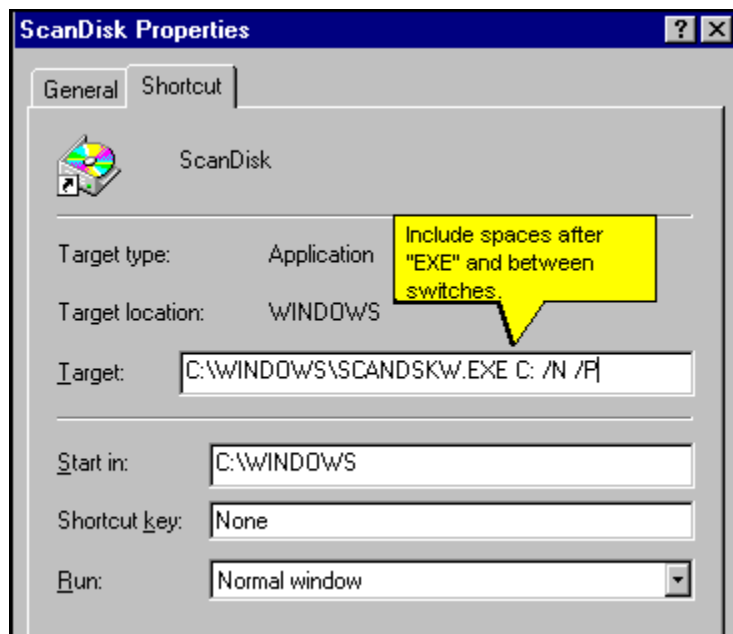 ScanDisk Properties
General Shortcut
ScanDisk
Include spaces after
"EXE" and between
switches.
Target type: Application
Target location: WINDOWS
Target: C:\WINDOWS\SCANDSKW.EXE C: /N /P
Start in: C:\WINDOWS
Shortcut key: None
Run: Normal window